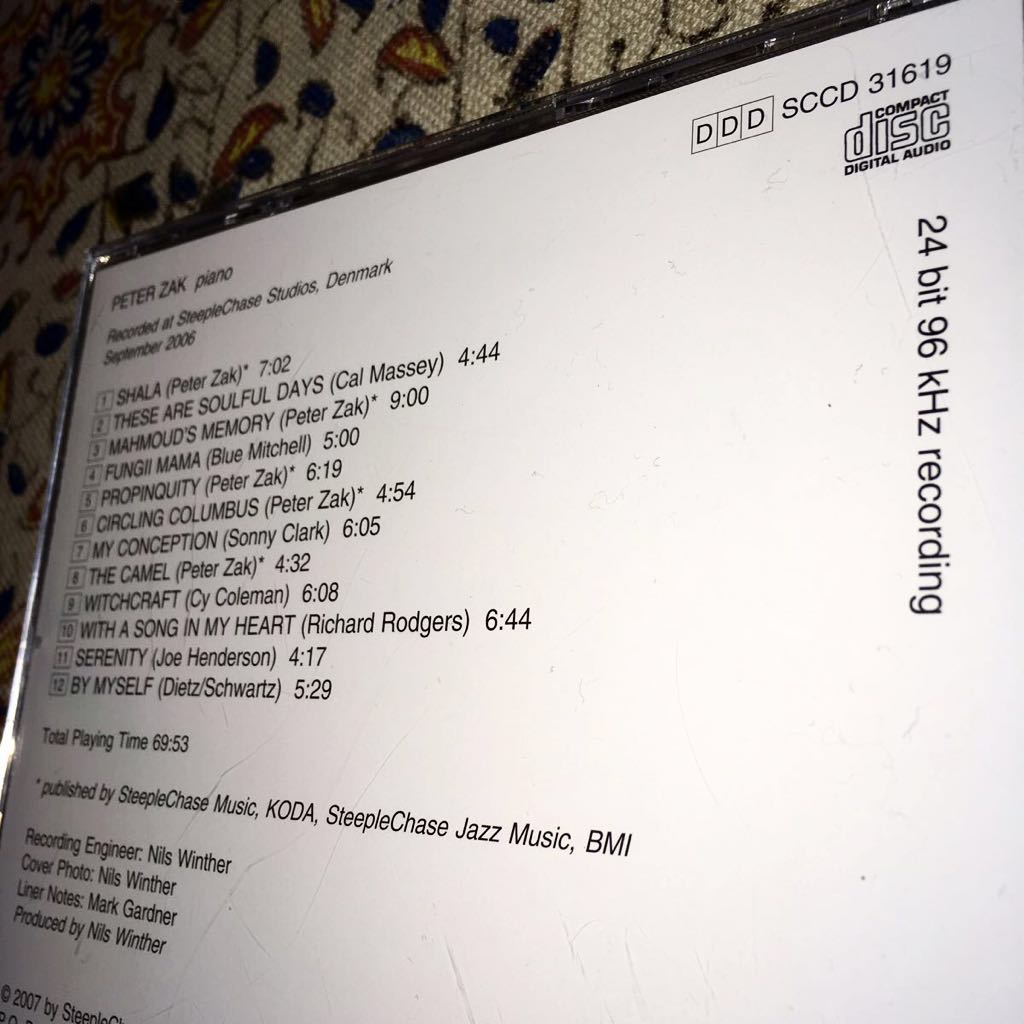 DDD SCCD 31619
COMPACT
disc
DIGITAL AUDIO
24 bit 96 kHz recording
PETER ZAK piano
Recorded at SteepleChase Studios, Denmark
September 2006
1 SHALA (Peter Zak)* 7:02
2 THESE ARE SOULFUL DAYS (Cal Massey) 4:44
3 MAHMOUD'S MEMORY (Peter Zak)* 9:00
4 FUNGII MAMA (Blue Mitchell) 5:00
5 PROPINQUITY (Peter Zak)* 6:19
6 CIRCLING COLUMBUS (Peter Zak)* 4:54
7 MY CONCEPTION (Sonny Clark) 6:05
8 THE CAMEL (Peter Zak)* 4:32
9 WITCHCRAFT (Cy Coleman) 6:08
10 WITH A SONG IN MY HEART (Richard Rodgers) 6:44
11 SERENITY (Joe Henderson) 4:17
12 BY MYSELF (Dietz/Schwartz) 5:29
Total Playing Time 69:53
*published by SteepleChase Music, KODA, SteepleChase Jazz Music, BMI
Recording Engineer: Nils Winther
Cover Photo: Nils Winther
Liner Notes: Mark Gardner
Produced by Nils Winther
© 2007 by